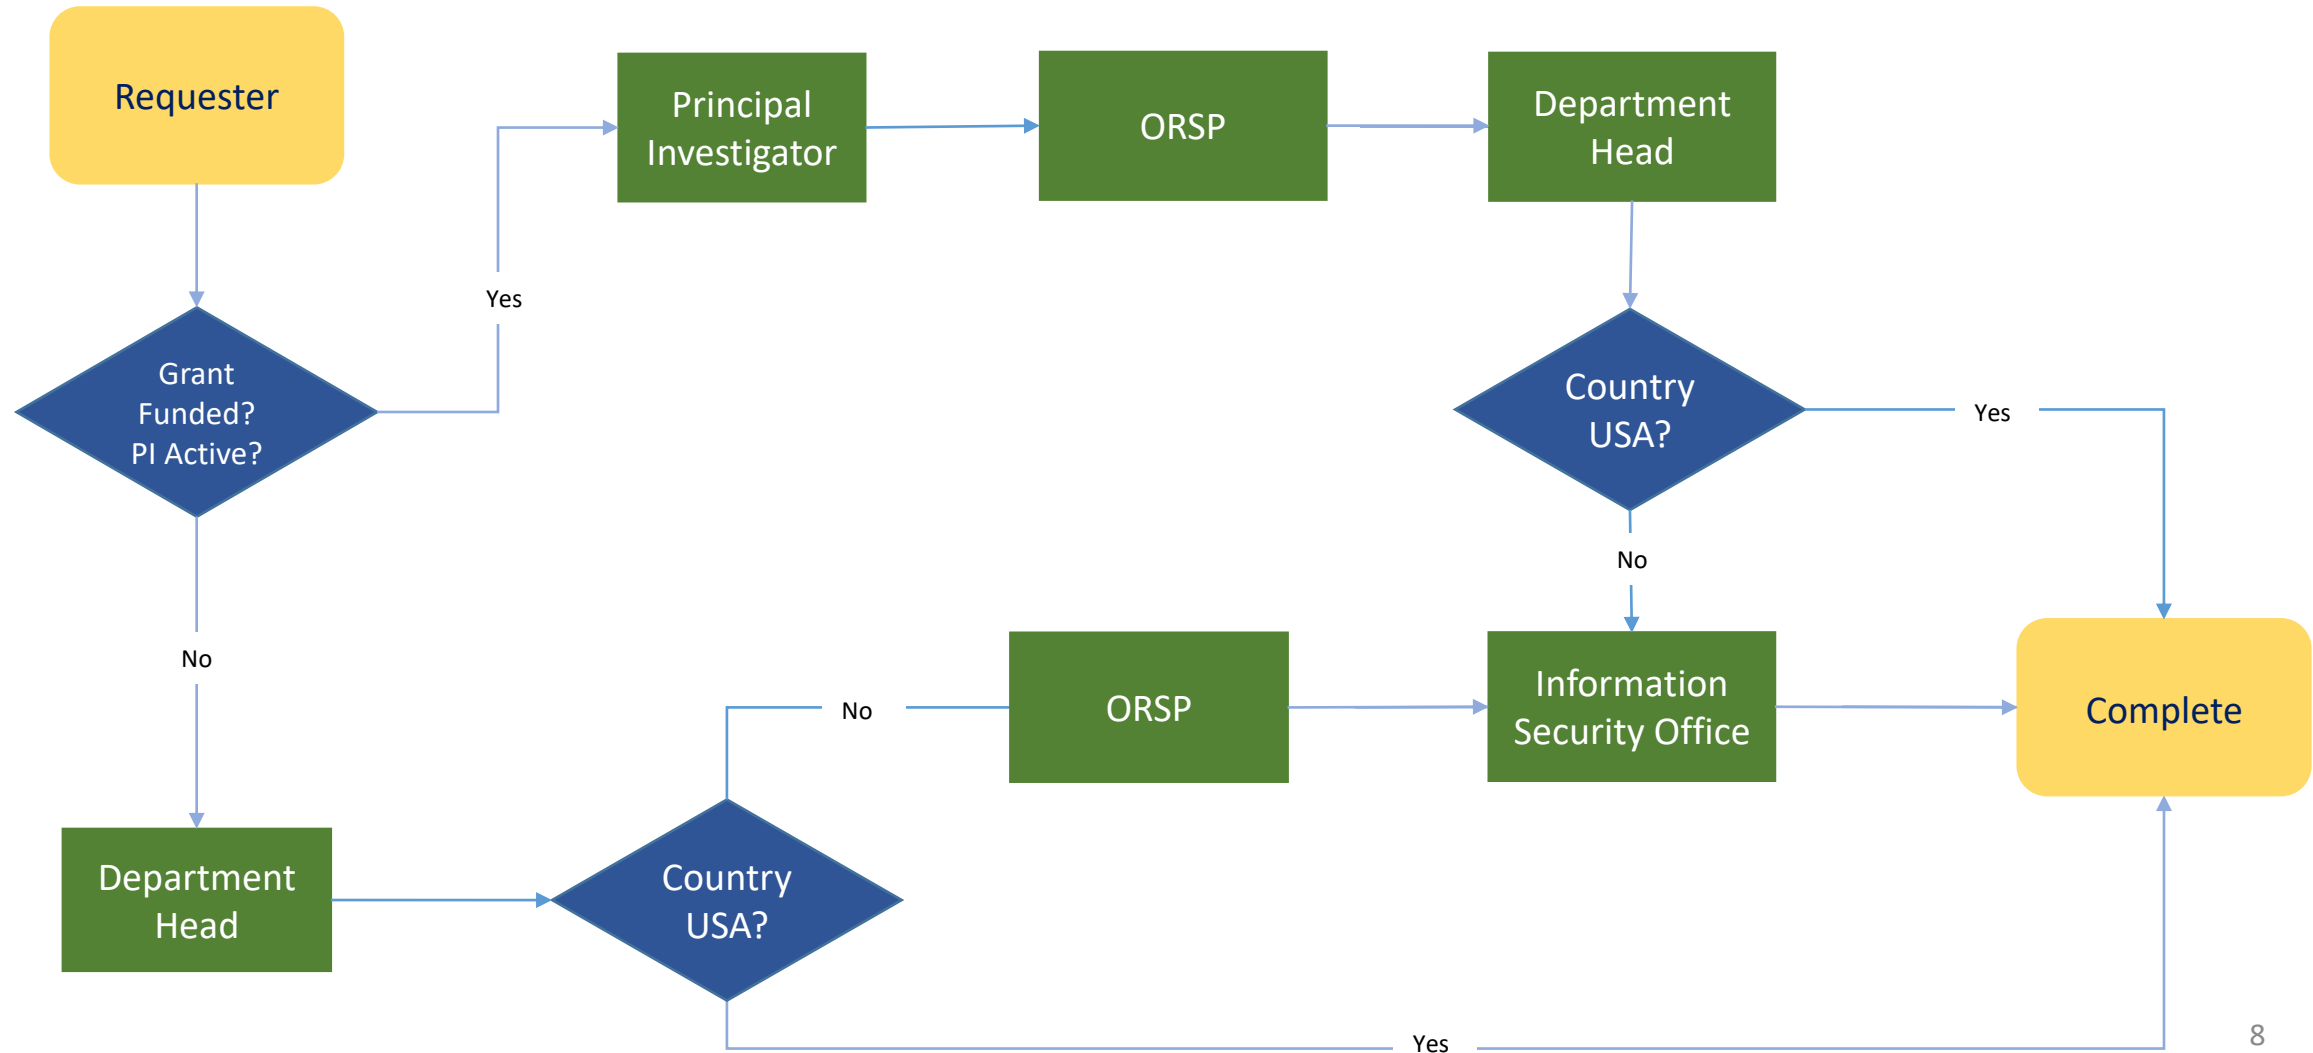 Requester
Principal
Investigator
ORSP
Department
Head
Yes
Grant
Funded?
PI Active?
Country
USA?
Yes
No
No
No
ORSP
Information
Security Office
Complete
Department
Head
Country
USA?
Yes
8